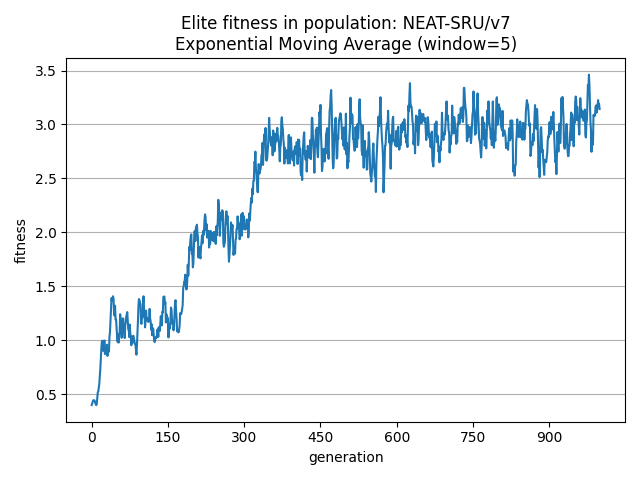 Elite fitness in population: NEAT-SRU/v7
Exponential Moving Average (window=5)
3.5
3.0
2.5
2.0
1.5
1.0
0.5
fitness
0 150 300 450 600 750 900
generation